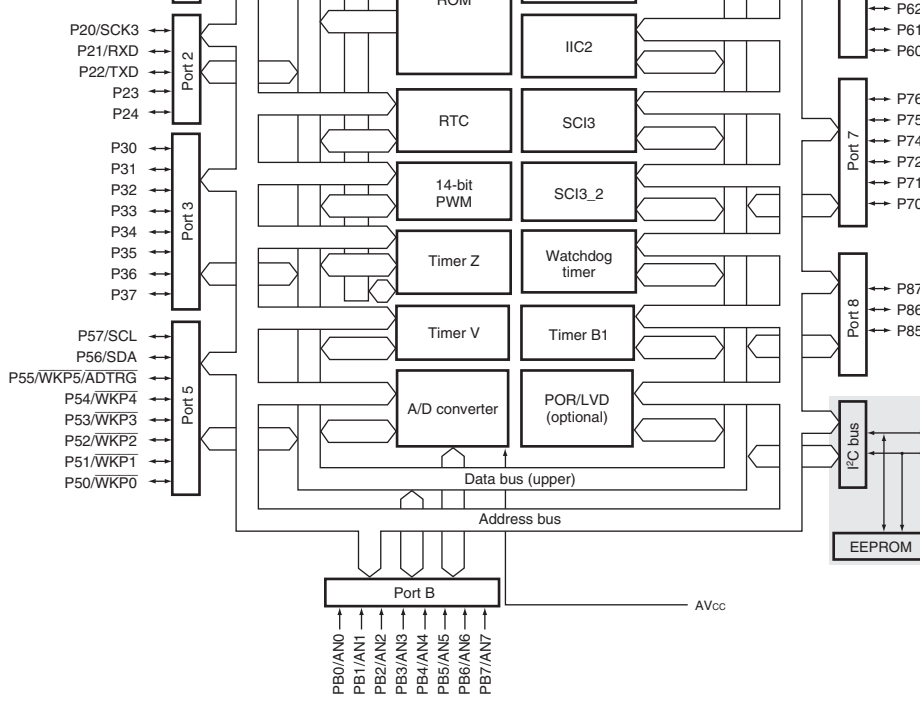 ROM
P20/SCK3
P21/RXD
P22/TXD
P23
P24
Port 2
P30
P31
P32
P33
P34
P35
P36
P37
Port 3
P57/SCL
P56/SDA
P55/WKP5/ADTRG
P54/WKP4
P53/WKP3
P52/WKP2
P51/WKP1
P50/WKP0
Port 5
IIC2
RTC
SCI3
14-bit
PWM
SCI3_2
Timer Z
Watchdog
timer
Timer V
Timer B1
A/D converter
POR/LVD
(optional)
Data bus (upper)
Address bus
P62
P61
P60
Port 7
P76
P75
P74
P72
P71
P70
Port 8
P87
P86
P85
I²C bus
EEPROM
Port B
AVCC
PB0/AN0
PB1/AN1
PB2/AN2
PB3/AN3
PB4/AN4
PB5/AN5
PB6/AN6
PB7/AN7